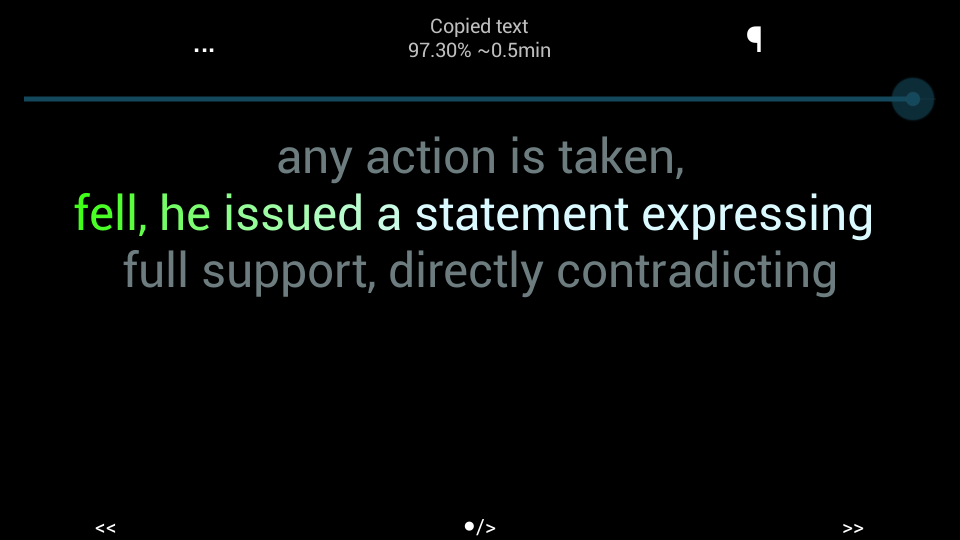 ...
Copied text
97.30% ~0.5min
¶
any action is taken,
fell, he issued a statement expressing
full support, directly contradicting
<<
●/>
>>